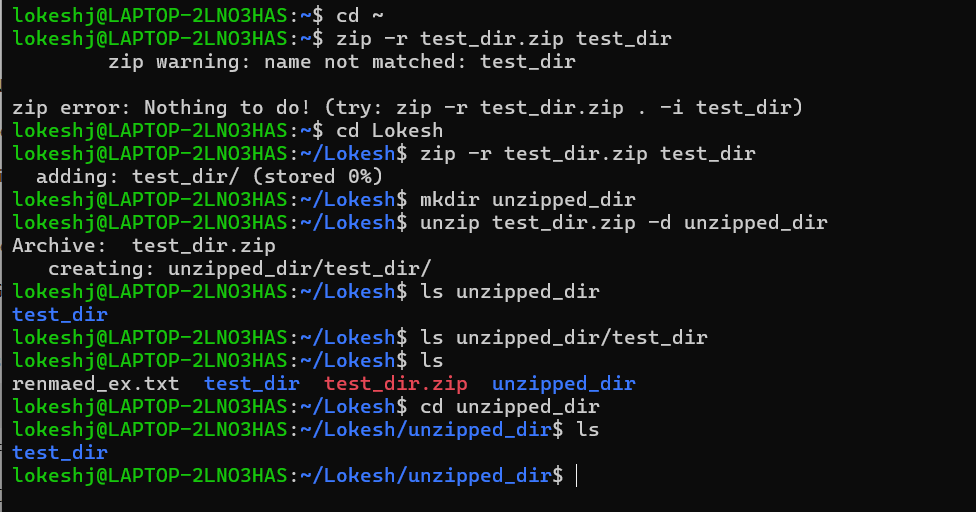 lokeshj@LAPTOP-2LNO3HAS:~$ cd ~
lokeshj@LAPTOP-2LNO3HAS:~$ zip -r test_dir.zip test_dir
        zip warning: name not matched: test_dir

zip error: Nothing to do! (try: zip -r test_dir.zip . -i test_dir)
lokeshj@LAPTOP-2LNO3HAS:~$ cd Lokesh
lokeshj@LAPTOP-2LNO3HAS:~/Lokesh$ zip -r test_dir.zip test_dir
  adding: test_dir/ (stored 0%)
lokeshj@LAPTOP-2LNO3HAS:~/Lokesh$ mkdir unzipped_dir
lokeshj@LAPTOP-2LNO3HAS:~/Lokesh$ unzip test_dir.zip -d unzipped_dir
Archive:  test_dir.zip
   creating: unzipped_dir/test_dir/
lokeshj@LAPTOP-2LNO3HAS:~/Lokesh$ ls unzipped_dir
test_dir
lokeshj@LAPTOP-2LNO3HAS:~/Lokesh$ ls unzipped_dir/test_dir
lokeshj@LAPTOP-2LNO3HAS:~/Lokesh$ ls
renmaed_ex.txt  test_dir  test_dir.zip  unzipped_dir
lokeshj@LAPTOP-2LNO3HAS:~/Lokesh$ cd unzipped_dir
lokeshj@LAPTOP-2LNO3HAS:~/Lokesh/unzipped_dir$ ls
test_dir
lokeshj@LAPTOP-2LNO3HAS:~/Lokesh/unzipped_dir$